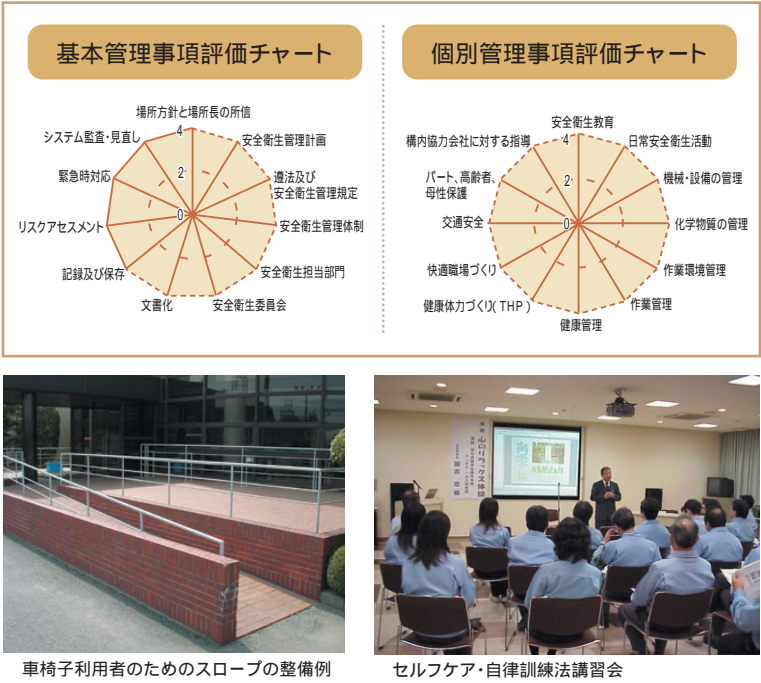 基本管理事項評価チャート
場所方針と場所長の所信
安全衛生管理計画
遵法及び
安全衛生管理規定
安全衛生管理体制
安全衛生担当部門
安全衛生委員会
文書化
記録及び保存
リスクアセスメント
緊急時対応
システム監査・見直し
4
2
0
個別管理事項評価チャート
安全衛生教育
日常安全衛生活動
機械・設備の管理
化学物質の管理
作業環境管理
作業管理
健康管理
健康体力づくり(THP)
快適職場づくり
交通安全
パート、高齢者、
母性保護
構内協力会社に対する指導
4
2
0
心のリラックス体操
車椅子利用者のためのスロープの整備例
セルフケア・自律訓練法講習会